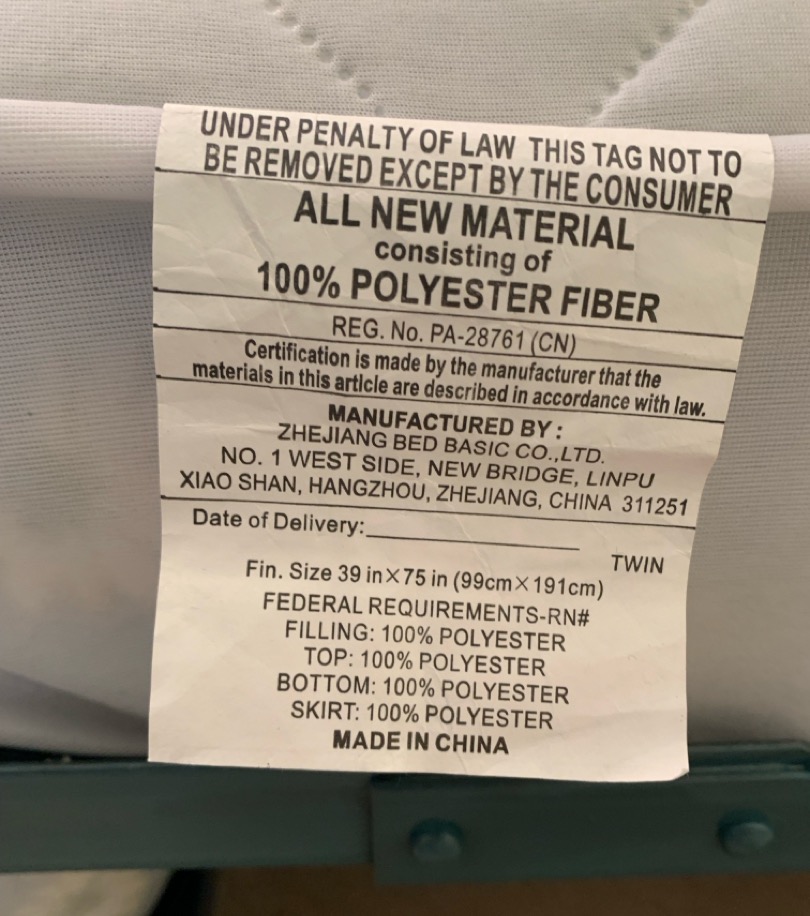 UNDER PENALTY OF LAW THIS TAG NOT TO
BE REMOVED EXCEPT BY THE CONSUMER
ALL NEW MATERIAL
consisting of
100% POLYESTER FIBER
REG. No. PA-28761 (CN)
Certification is made by the manufacturer that the
materials in this article are described in accordance with law.
MANUFACTURED BY :
ZHEJIANG BED BASIC CO.,LTD.
NO. 1 WEST SIDE, NEW BRIDGE, LINPU
XIAO SHAN, HANGZHOU, ZHEJIANG, CHINA 311251
Date of Delivery:
TWIN
Fin. Size 39 in×75 in (99cm×191cm)
FEDERAL REQUIREMENTS-RN#
FILLING: 100% POLYESTER
TOP: 100% POLYESTER
BOTTOM: 100% POLYESTER
SKIRT: 100% POLYESTER
MADE IN CHINA